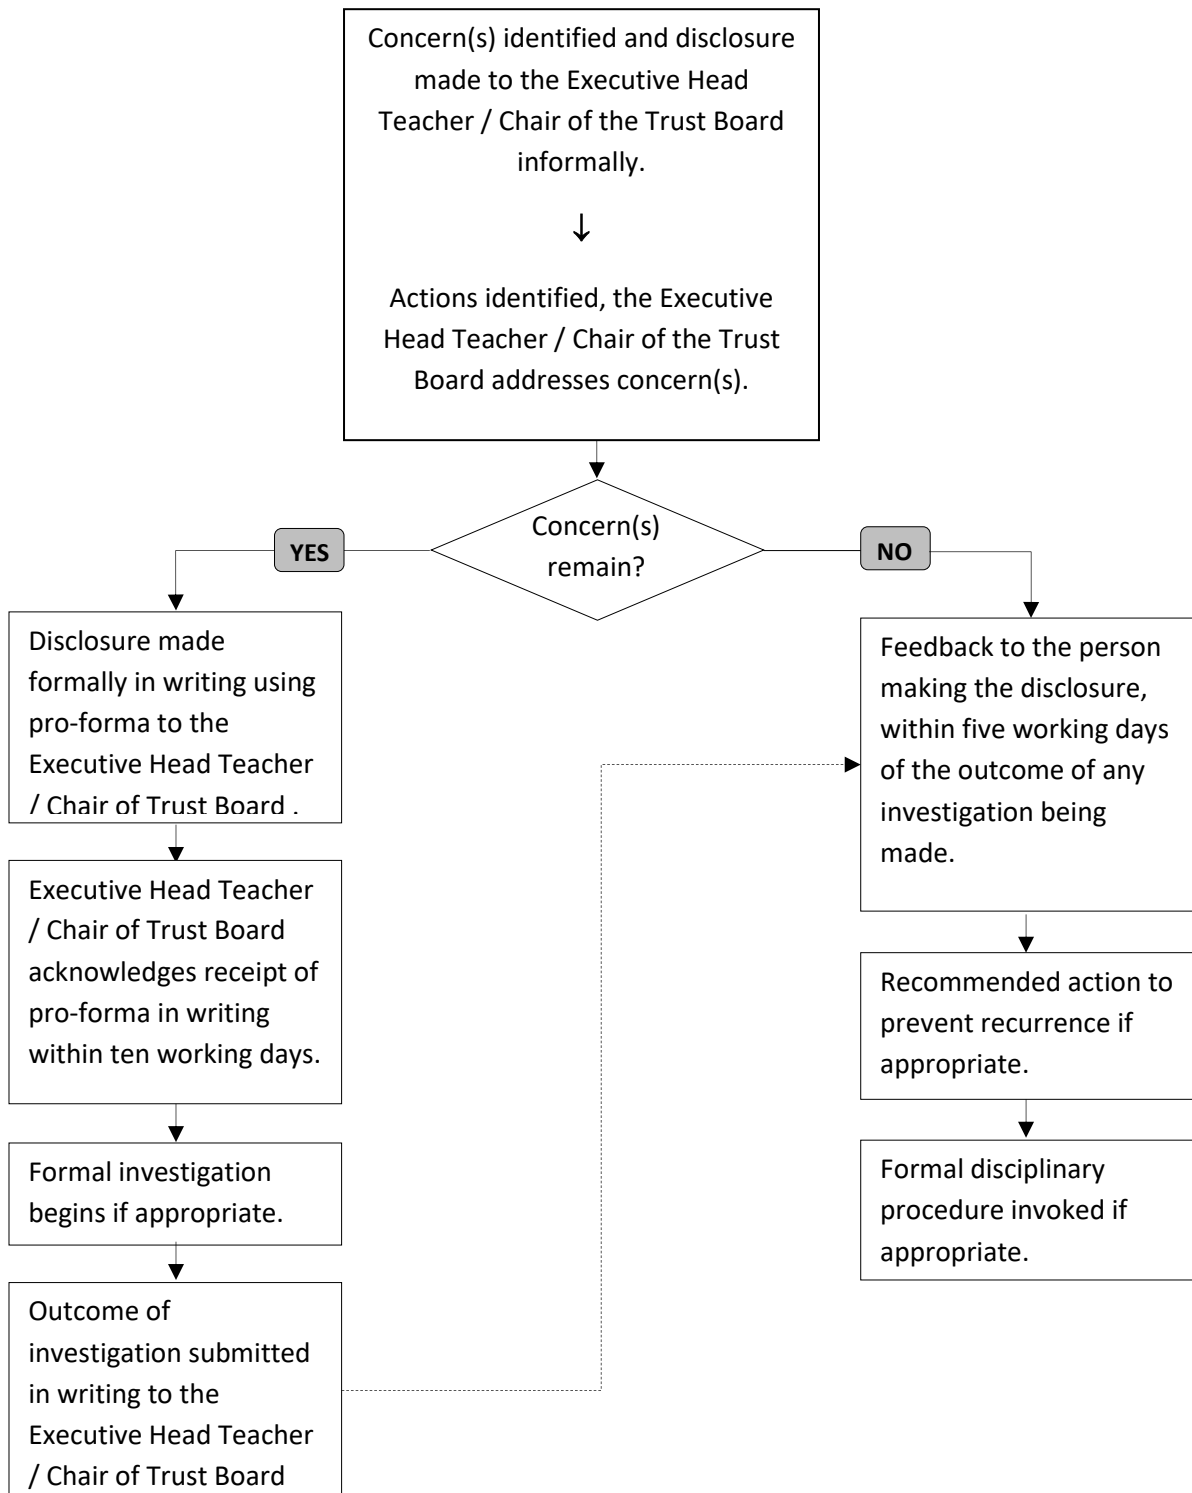 Concern(s) identified and disclosure
made to the Executive Head
Teacher / Chair of the Trust Board
informally.
↓
Actions identified, the Executive
Head Teacher / Chair of the Trust
Board addresses concern(s).
Concern(s)
remain?
YES
NO
Disclosure made
formally in writing using
pro-forma to the
Executive Head Teacher
/ Chair of Trust Board .
Executive Head Teacher
/ Chair of Trust Board
acknowledges receipt of
pro-forma in writing
within ten working days.
Formal investigation
begins if appropriate.
Outcome of
investigation submitted
in writing to the
Executive Head Teacher
/ Chair of Trust Board
Feedback to the person
making the disclosure,
within five working days
of the outcome of any
investigation being
made.
Recommended action to
prevent recurrence if
appropriate.
Formal disciplinary
procedure invoked if
appropriate.